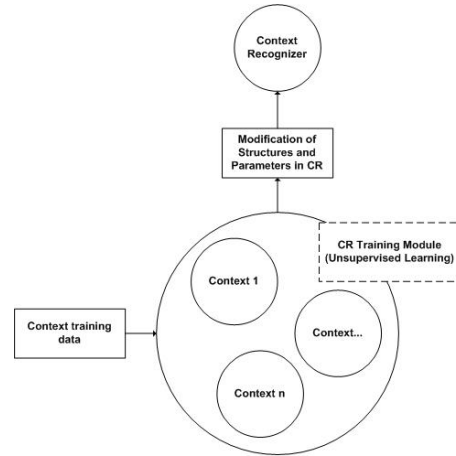 Context
Recognizer
Modification of
Structures and
Parameters in CR
CR Training Module
(Unsupervised Learning)
Context 1
Context training
data
Context...
Context n